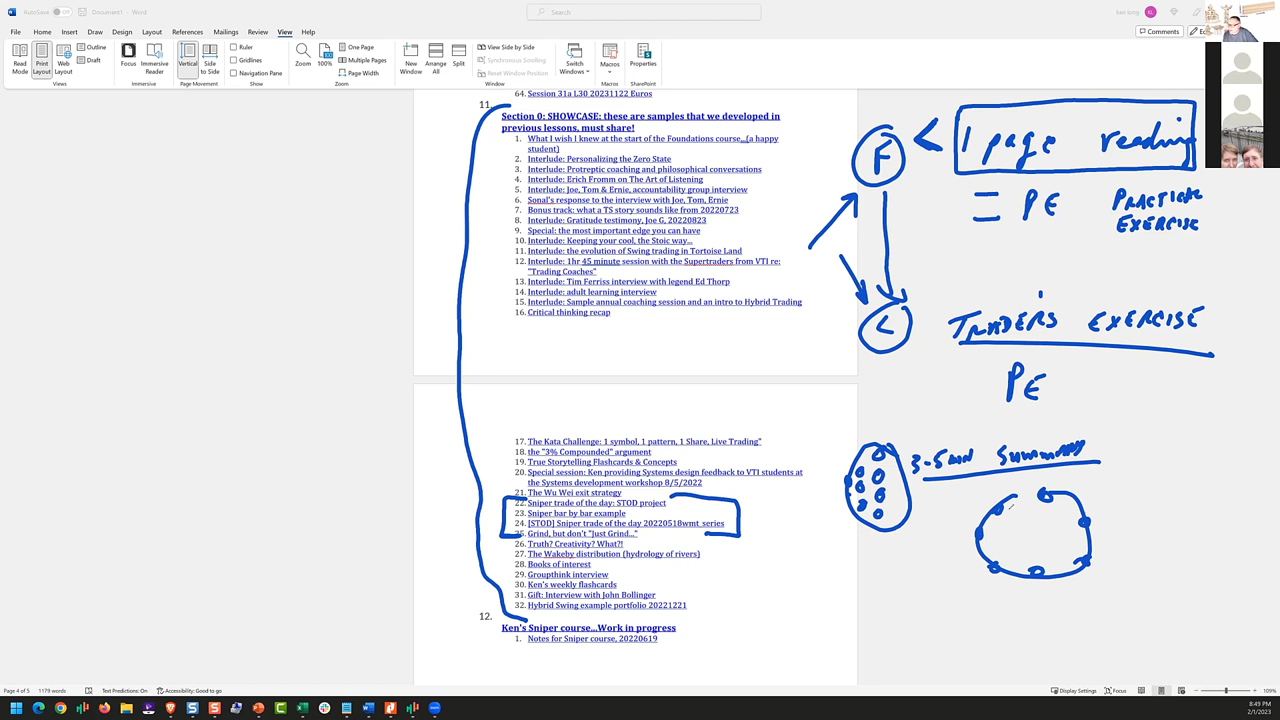 AutoSave Off Document1 - Word Search ken long KL
File Home Insert Draw Design Layout References Mailings Review View Help Comments
Read Mode Print Layout Web Layout Outline Draft Focus Immersive Reader Vertical Side to Side Ruler Gridlines Navigation Pane Zoom 100% One Page Multiple Pages Page Width New Window Arrange All Split View Side by Side Synchronous Scrolling Reset Window Position Switch Windows Macros Properties
Views Immersive Page Movement Show Zoom Window Macros SharePoint
64. Session 31a L30 20231122 Euros
11.
Section 0: SHOWCASE: these are samples that we developed in
previous lessons, must share!
1. What I wish I knew at the start of the Foundations course...(a happy
student)
2. Interlude: Personalizing the Zero State
3. Interlude: Protreptic coaching and philosophical conversations
4. Interlude: Erich Fromm on The Art of Listening
5. Interlude: Joe, Tom & Ernie, accountability group interview
6. Sonal's response to the interview with Joe, Tom, Ernie
7. Bonus track: what a TS story sounds like from 20220723
8. Interlude: Gratitude testimony, Joe G, 20220823
9. Special: the most important edge you can have
10. Interlude: Keeping your cool, the Stoic way...
11. Interlude: the evolution of Swing trading in Tortoise Land
12. Interlude: 1hr 45 minute session with the Supertraders from VTI re:
"Trading Coaches"
13. Interlude: Tim Ferriss interview with legend Ed Thorp
14. Interlude: adult learning interview
15. Interlude: Sample annual coaching session and an intro to Hybrid Trading
16. Critical thinking recap
17. The Kata Challenge: 1 symbol, 1 pattern, 1 Share, Live Trading"
18. the "3% Compounded" argument
19. True Storytelling Flashcards & Concepts
20. Special session: Ken providing Systems design feedback to VTI students at
the Systems development workshop 8/5/2022
21. The Wu Wei exit strategy
22. Sniper trade of the day: STOD project
23. Sniper bar by bar example
24. [STOD] Sniper trade of the day 20220518wmt_series
25. Grind, but don't "Just Grind..."
26. Truth? Creativity? What?!
27. The Wakeby distribution (hydrology of rivers)
28. Books of interest
29. Groupthink interview
30. Ken's weekly flashcards
31. Gift: Interview with John Bollinger
32. Hybrid Swing example portfolio 20221221
12.
Ken's Sniper course...Work in progress
1. Notes for Sniper course, 20220619
F < 1 page reading
= PE PRACTICAL
EXERCISE
L TRADERS EXERCISE
PE
3-5 min SUMMARY
Page 4 of 5 1179 words Text Predictions: On Accessibility: Good to go Display Settings Focus 109%
8:49 PM
2/1/2023